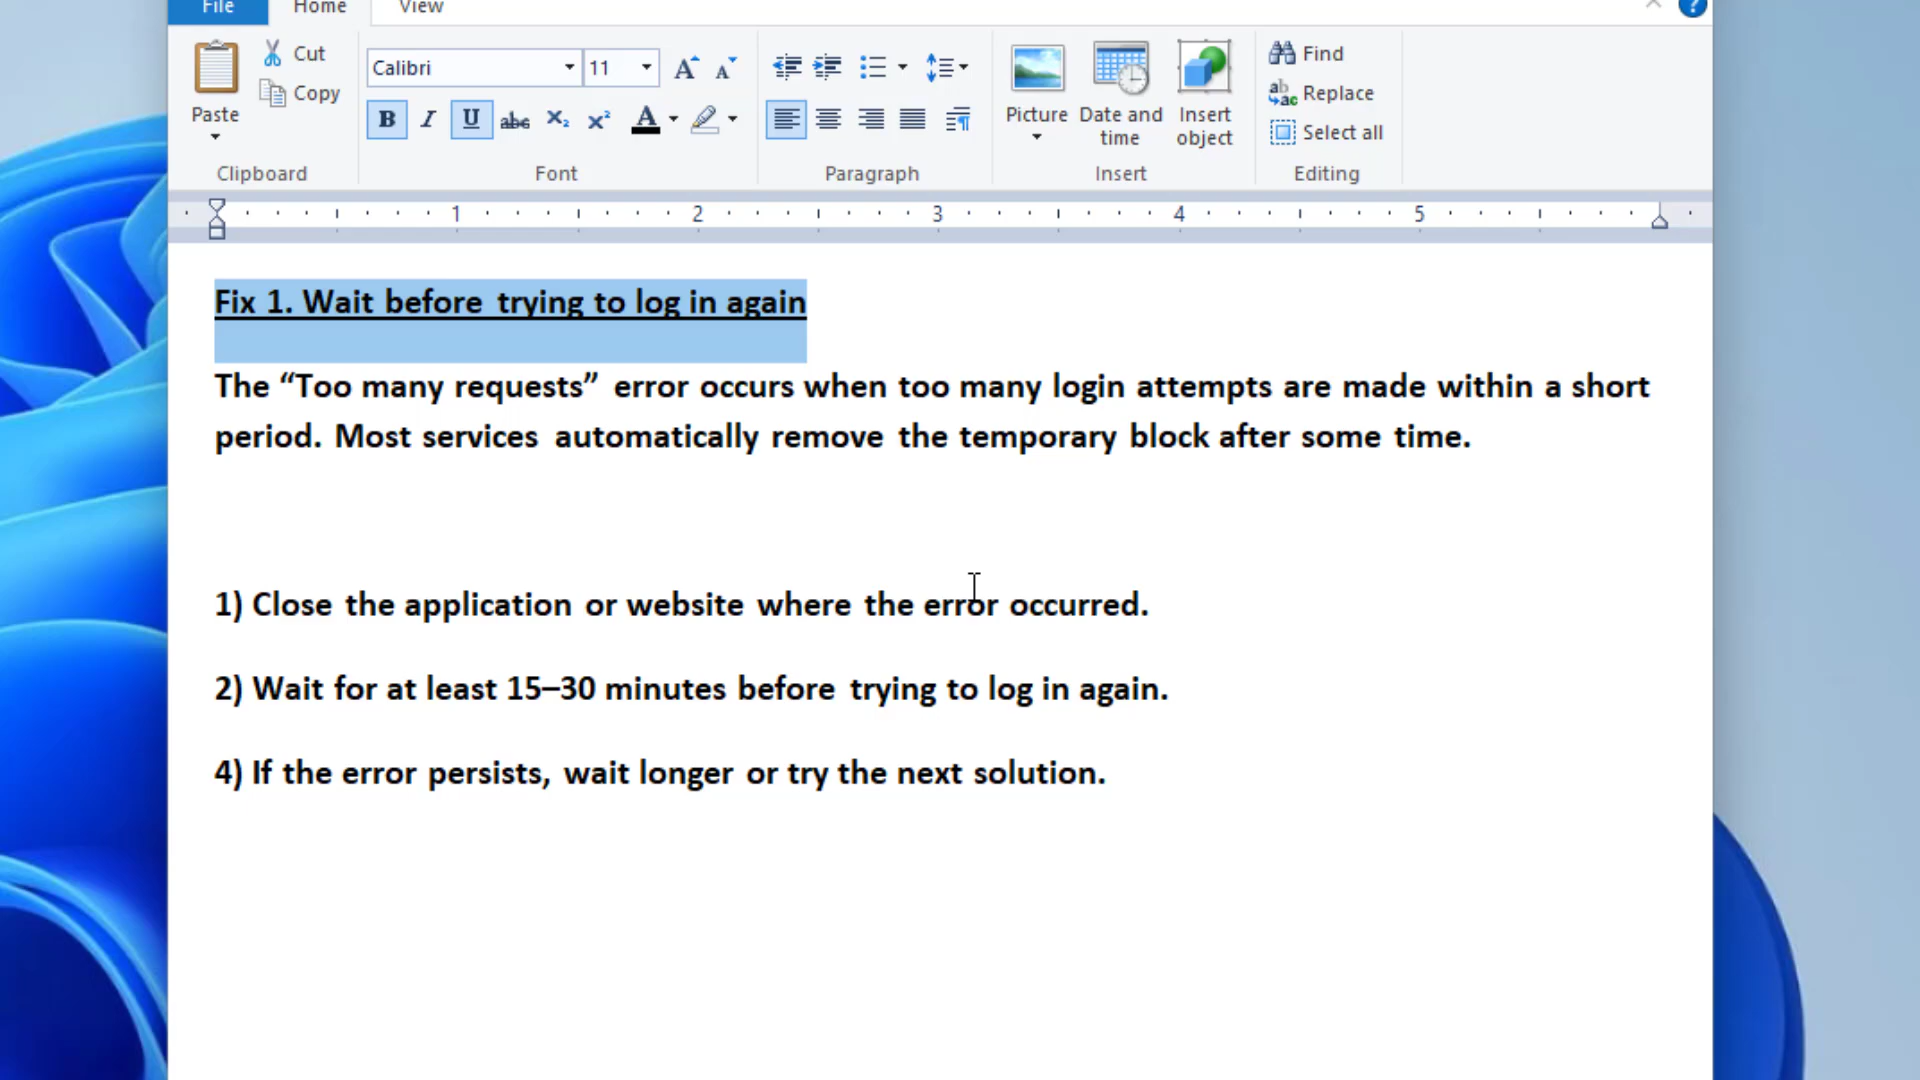 File Home View ?
Cut
Copy
Paste
Clipboard
Calibri 11 A A
B I U abc X₂ X² A
Font
Paragraph
Picture
Date and time
Insert object
Insert
Find
ab ac Replace
Select all
Editing
1 2 3 4 5
Fix 1. Wait before trying to log in again
The “Too many requests” error occurs when too many login attempts are made within a short
period. Most services automatically remove the temporary block after some time.
1) Close the application or website where the error occurred.
2) Wait for at least 15–30 minutes before trying to log in again.
4) If the error persists, wait longer or try the next solution.